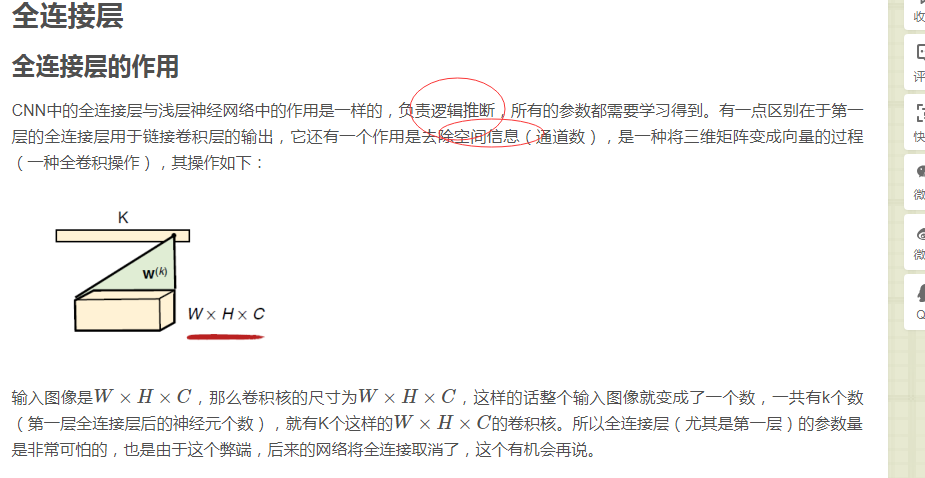 全连接层
全连接层的作用
CNN中的全连接层与浅层神经网络中的作用是一样的，负责逻辑推断，所有的参数都需要学习得到。有一点区别在于第一
层的全连接层用于链接卷积层的输出，它还有一个作用是去除空间信息（通道数），是一种将三维矩阵变成向量的过程
（一种全卷积操作），其操作如下：
K
w(k)
W × H × C
输入图像是W × H × C，那么卷积核的尺寸为W × H × C，这样的话整个输入图像就变成了一个数，一共有k个数
（第一层全连接层后的神经元个数），就有K个这样的W × H × C的卷积核。所以全连接层（尤其是第一层）的参数量
是非常可怕的，也是由于这个弊端，后来的网络将全连接取消了，这个有机会再说。
收
评
快
微
微
Q